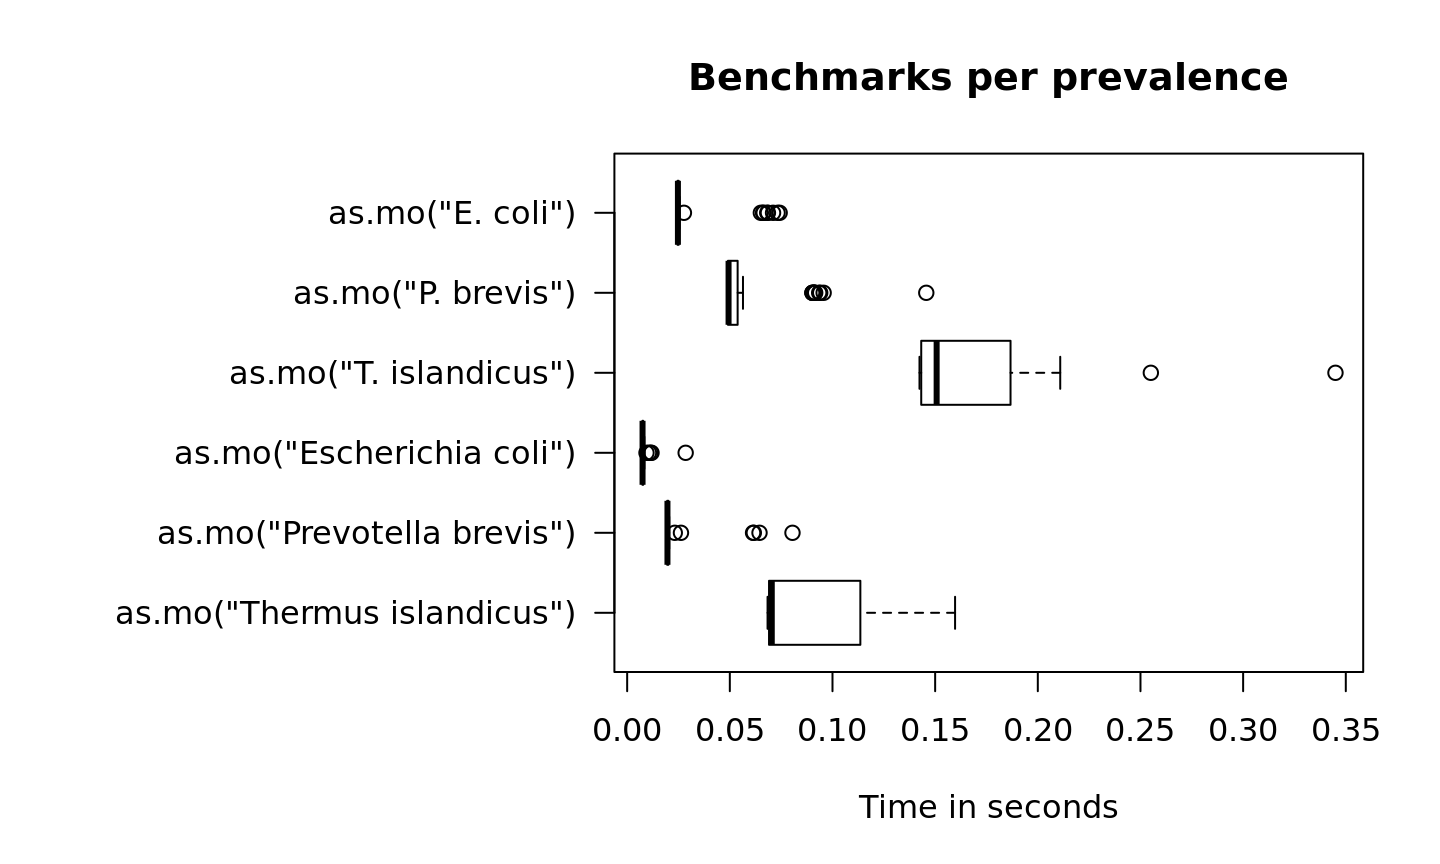 Benchmarks per prevalence
as.mo("E. coli")
as.mo("P. brevis")
as.mo("T. islandicus")
as.mo("Escherichia coli")
as.mo("Prevotella brevis")
as.mo("Thermus islandicus")
0.00 0.05 0.10 0.15 0.20 0.25 0.30 0.35
Time in seconds